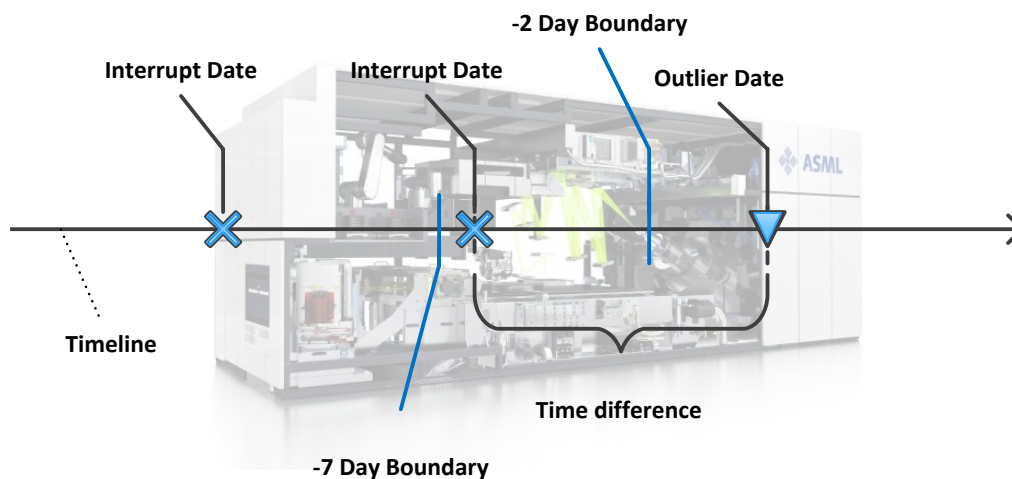 -2 Day Boundary
Interrupt Date
Interrupt Date
Outlier Date
ASML
Timeline
Time difference
-7 Day Boundary